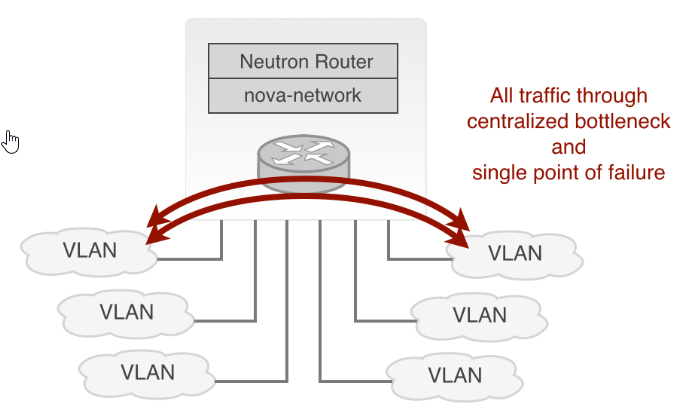 Neutron Router
nova-network
All traffic through
centralized bottleneck
and
single point of failure
VLAN
VLAN
VLAN
VLAN
VLAN
VLAN